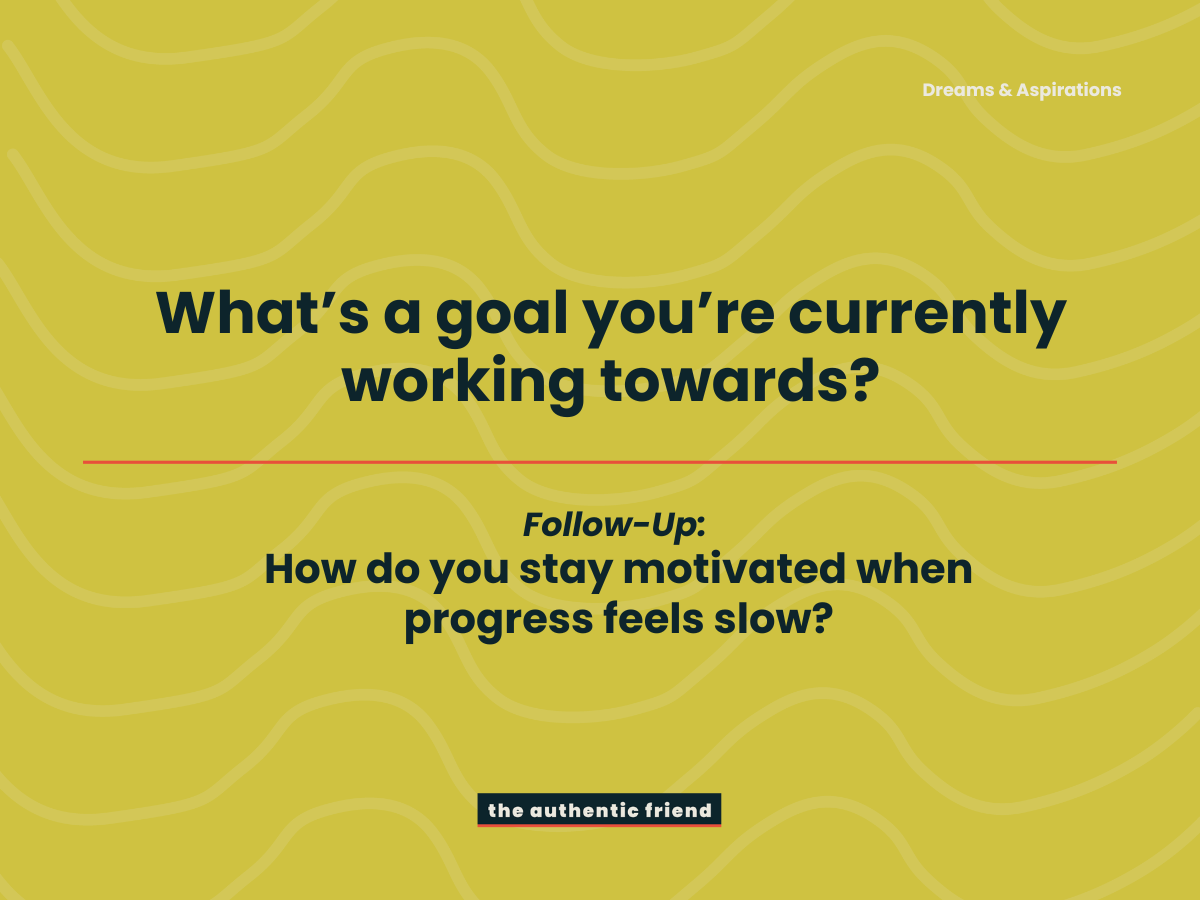 Dreams & Aspirations
What’s a goal you’re currently
working towards?
Follow-Up:
How do you stay motivated when
progress feels slow?
the authentic friend